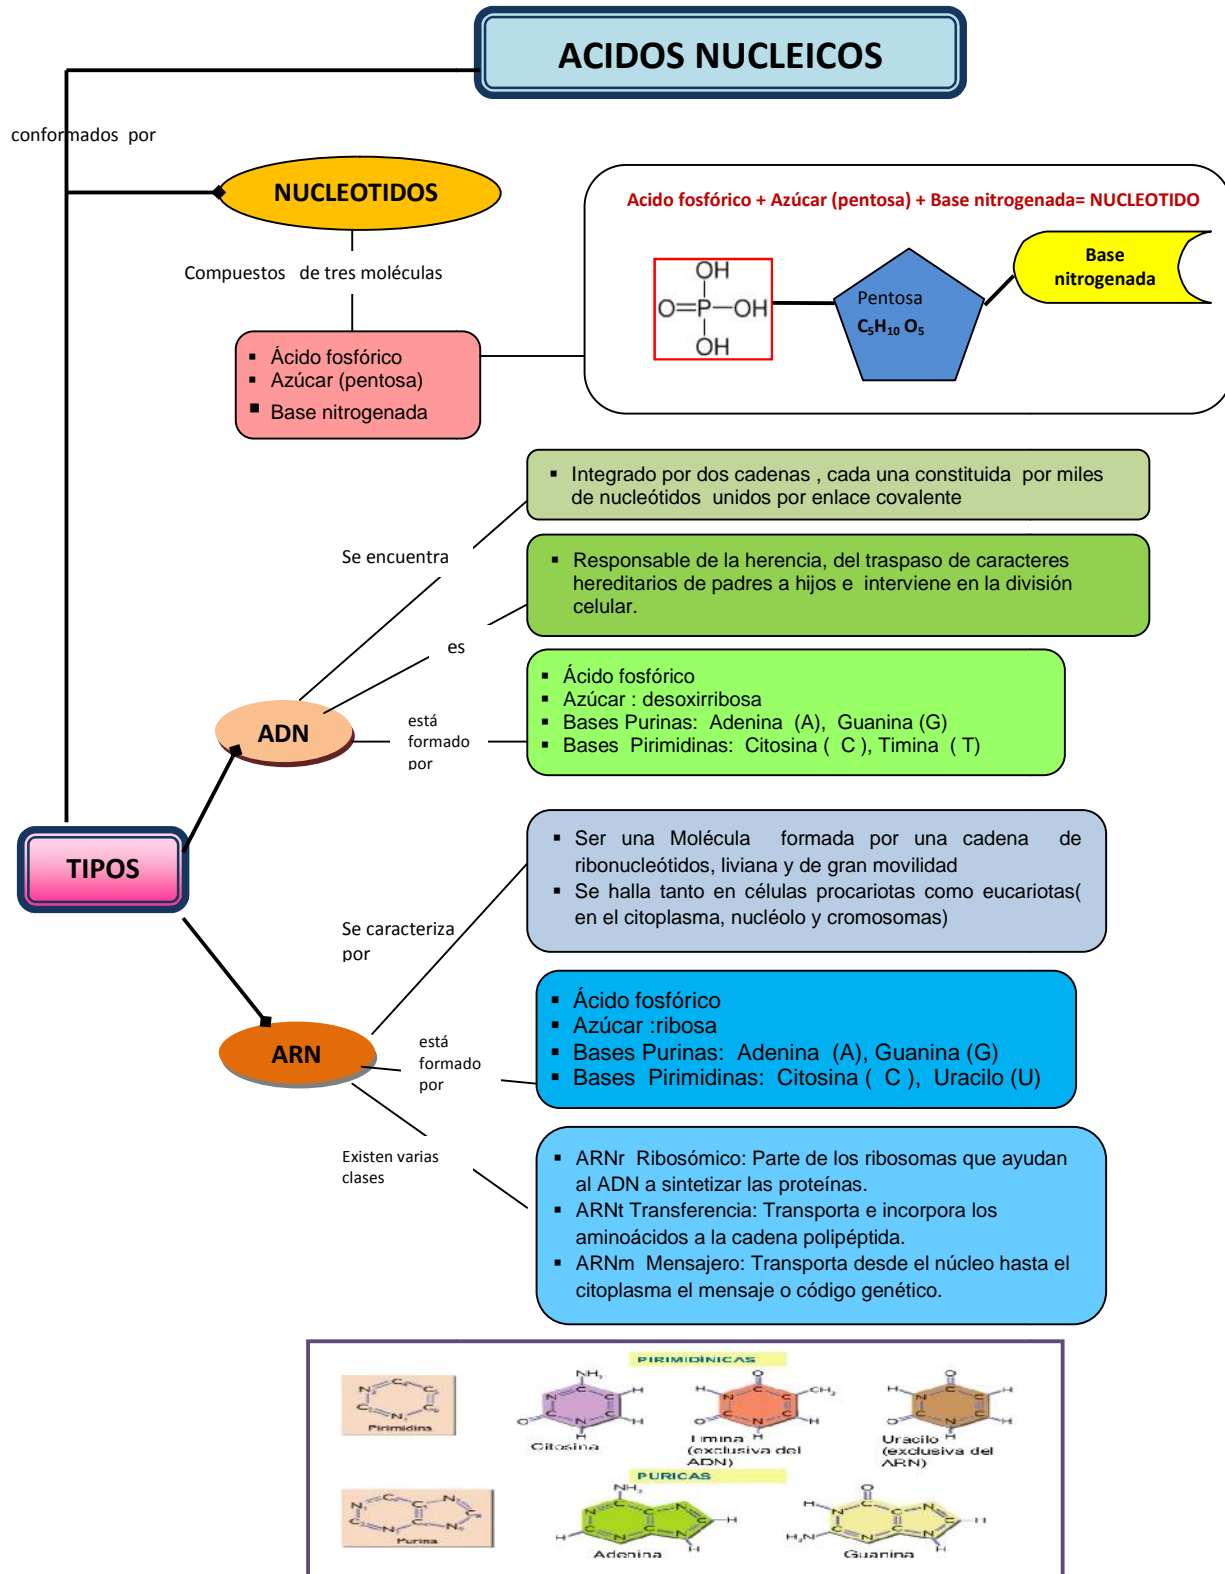 ACIDOS NUCLEICOS
conformados por
NUCLEOTIDOS
Compuestos de tres moléculas
▪ Ácido fosfórico
▪ Azúcar (pentosa)
▪ Base nitrogenada
Acido fosfórico + Azúcar (pentosa) + Base nitrogenada= NUCLEOTIDO
OH
O=P—OH
OH
Pentosa
C₅H₁₀ O₅
Base
nitrogenada
Se encuentra
▪ Integrado por dos cadenas , cada una constituida por miles
de nucleótidos unidos por enlace covalente
es
▪ Responsable de la herencia, del traspaso de caracteres
hereditarios de padres a hijos e interviene en la división
celular.
ADN
está
formado
por
▪ Ácido fosfórico
▪ Azúcar : desoxirribosa
▪ Bases Purinas: Adenina (A), Guanina (G)
▪ Bases Pirimidinas: Citosina ( C ), Timina ( T)
TIPOS
Se caracteriza
por
▪ Ser una Molécula formada por una cadena de
ribonucleótidos, liviana y de gran movilidad
▪ Se halla tanto en células procariotas como eucariotas(
en el citoplasma, nucléolo y cromosomas)
ARN
está
formado
por
▪ Ácido fosfórico
▪ Azúcar :ribosa
▪ Bases Purinas: Adenina (A), Guanina (G)
▪ Bases Pirimidinas: Citosina ( C ), Uracilo (U)
Existen varias
clases
▪ ARNr Ribosómico: Parte de los ribosomas que ayudan
al ADN a sintetizar las proteínas.
▪ ARNt Transferencia: Transporta e incorpora los
aminoácidos a la cadena polipéptida.
▪ ARNm Mensajero: Transporta desde el núcleo hasta el
citoplasma el mensaje o código genético.
PIRIMIDÍNICAS
Pirimidina
Citosina
Timina
(exclusiva del
ADN)
Uracilo
(exclusiva del
ARN)
PURICAS
Purina
Adenina
Guanina